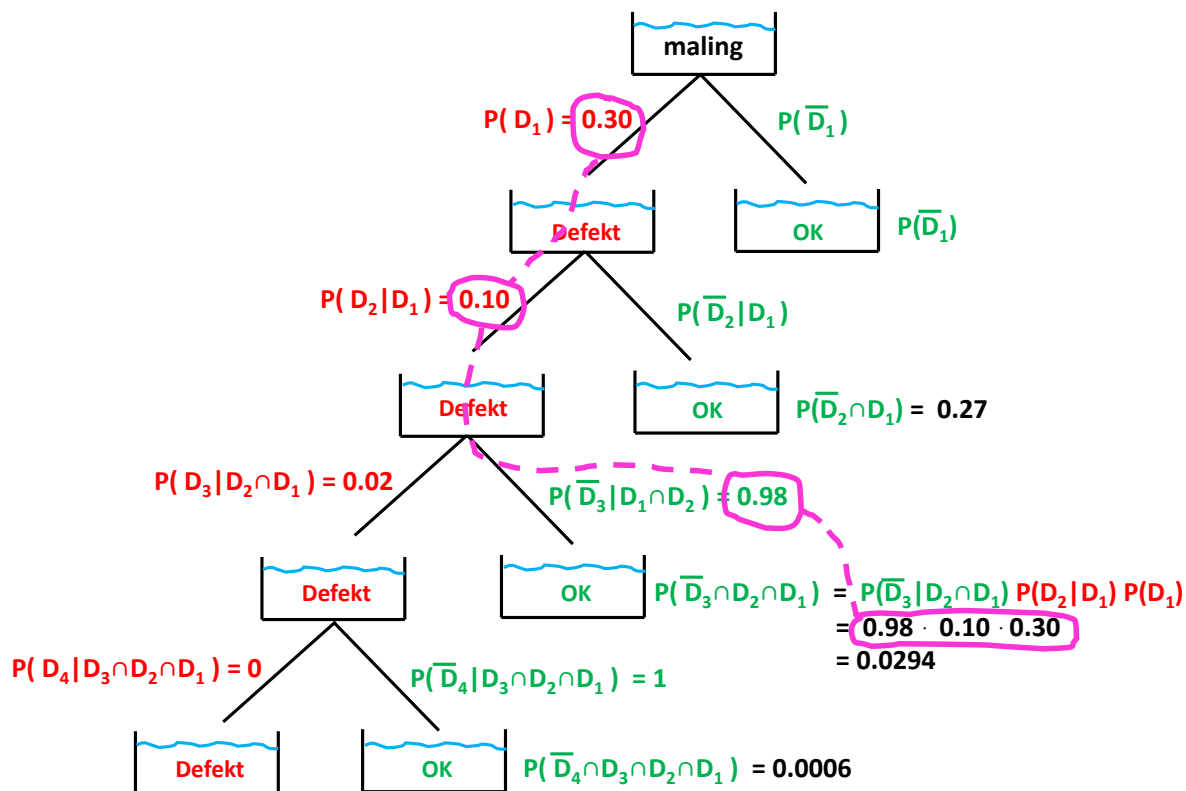 maling
P( D₁ ) = 0.30
P( D̅₁ )
Defekt
OK
P(D̅₁)
P( D₂|D₁ ) = 0.10
P( D̅₂|D₁ )
Defekt
OK
P(D̅₂∩D₁) = 0.27
P( D₃|D₂∩D₁ ) = 0.02
P( D̅₃|D₁∩D₂ ) = 0.98
Defekt
OK
P( D̅₃∩D₂∩D₁ ) = P(D̅₃|D₂∩D₁) P(D₂|D₁) P(D₁)
= 0.98 · 0.10 · 0.30
= 0.0294
P( D₄|D₃∩D₂∩D₁ ) = 0
P( D̅₄|D₃∩D₂∩D₁ ) = 1
Defekt
OK
P( D̅₄∩D₃∩D₂∩D₁ ) = 0.0006